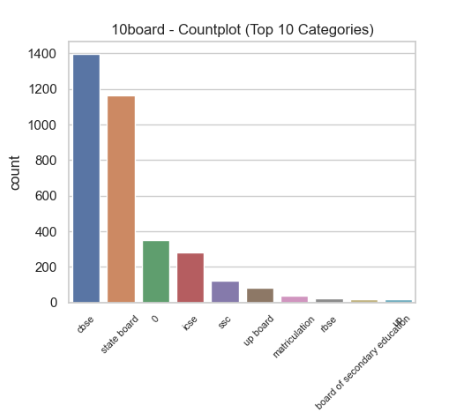 10board - Countplot (Top 10 Categories)
1400
1200
1000
800
600
400
200
0
count
cbse
state board
0
icse
ssc
up board
matriculation
rbse
board of secondary education
up